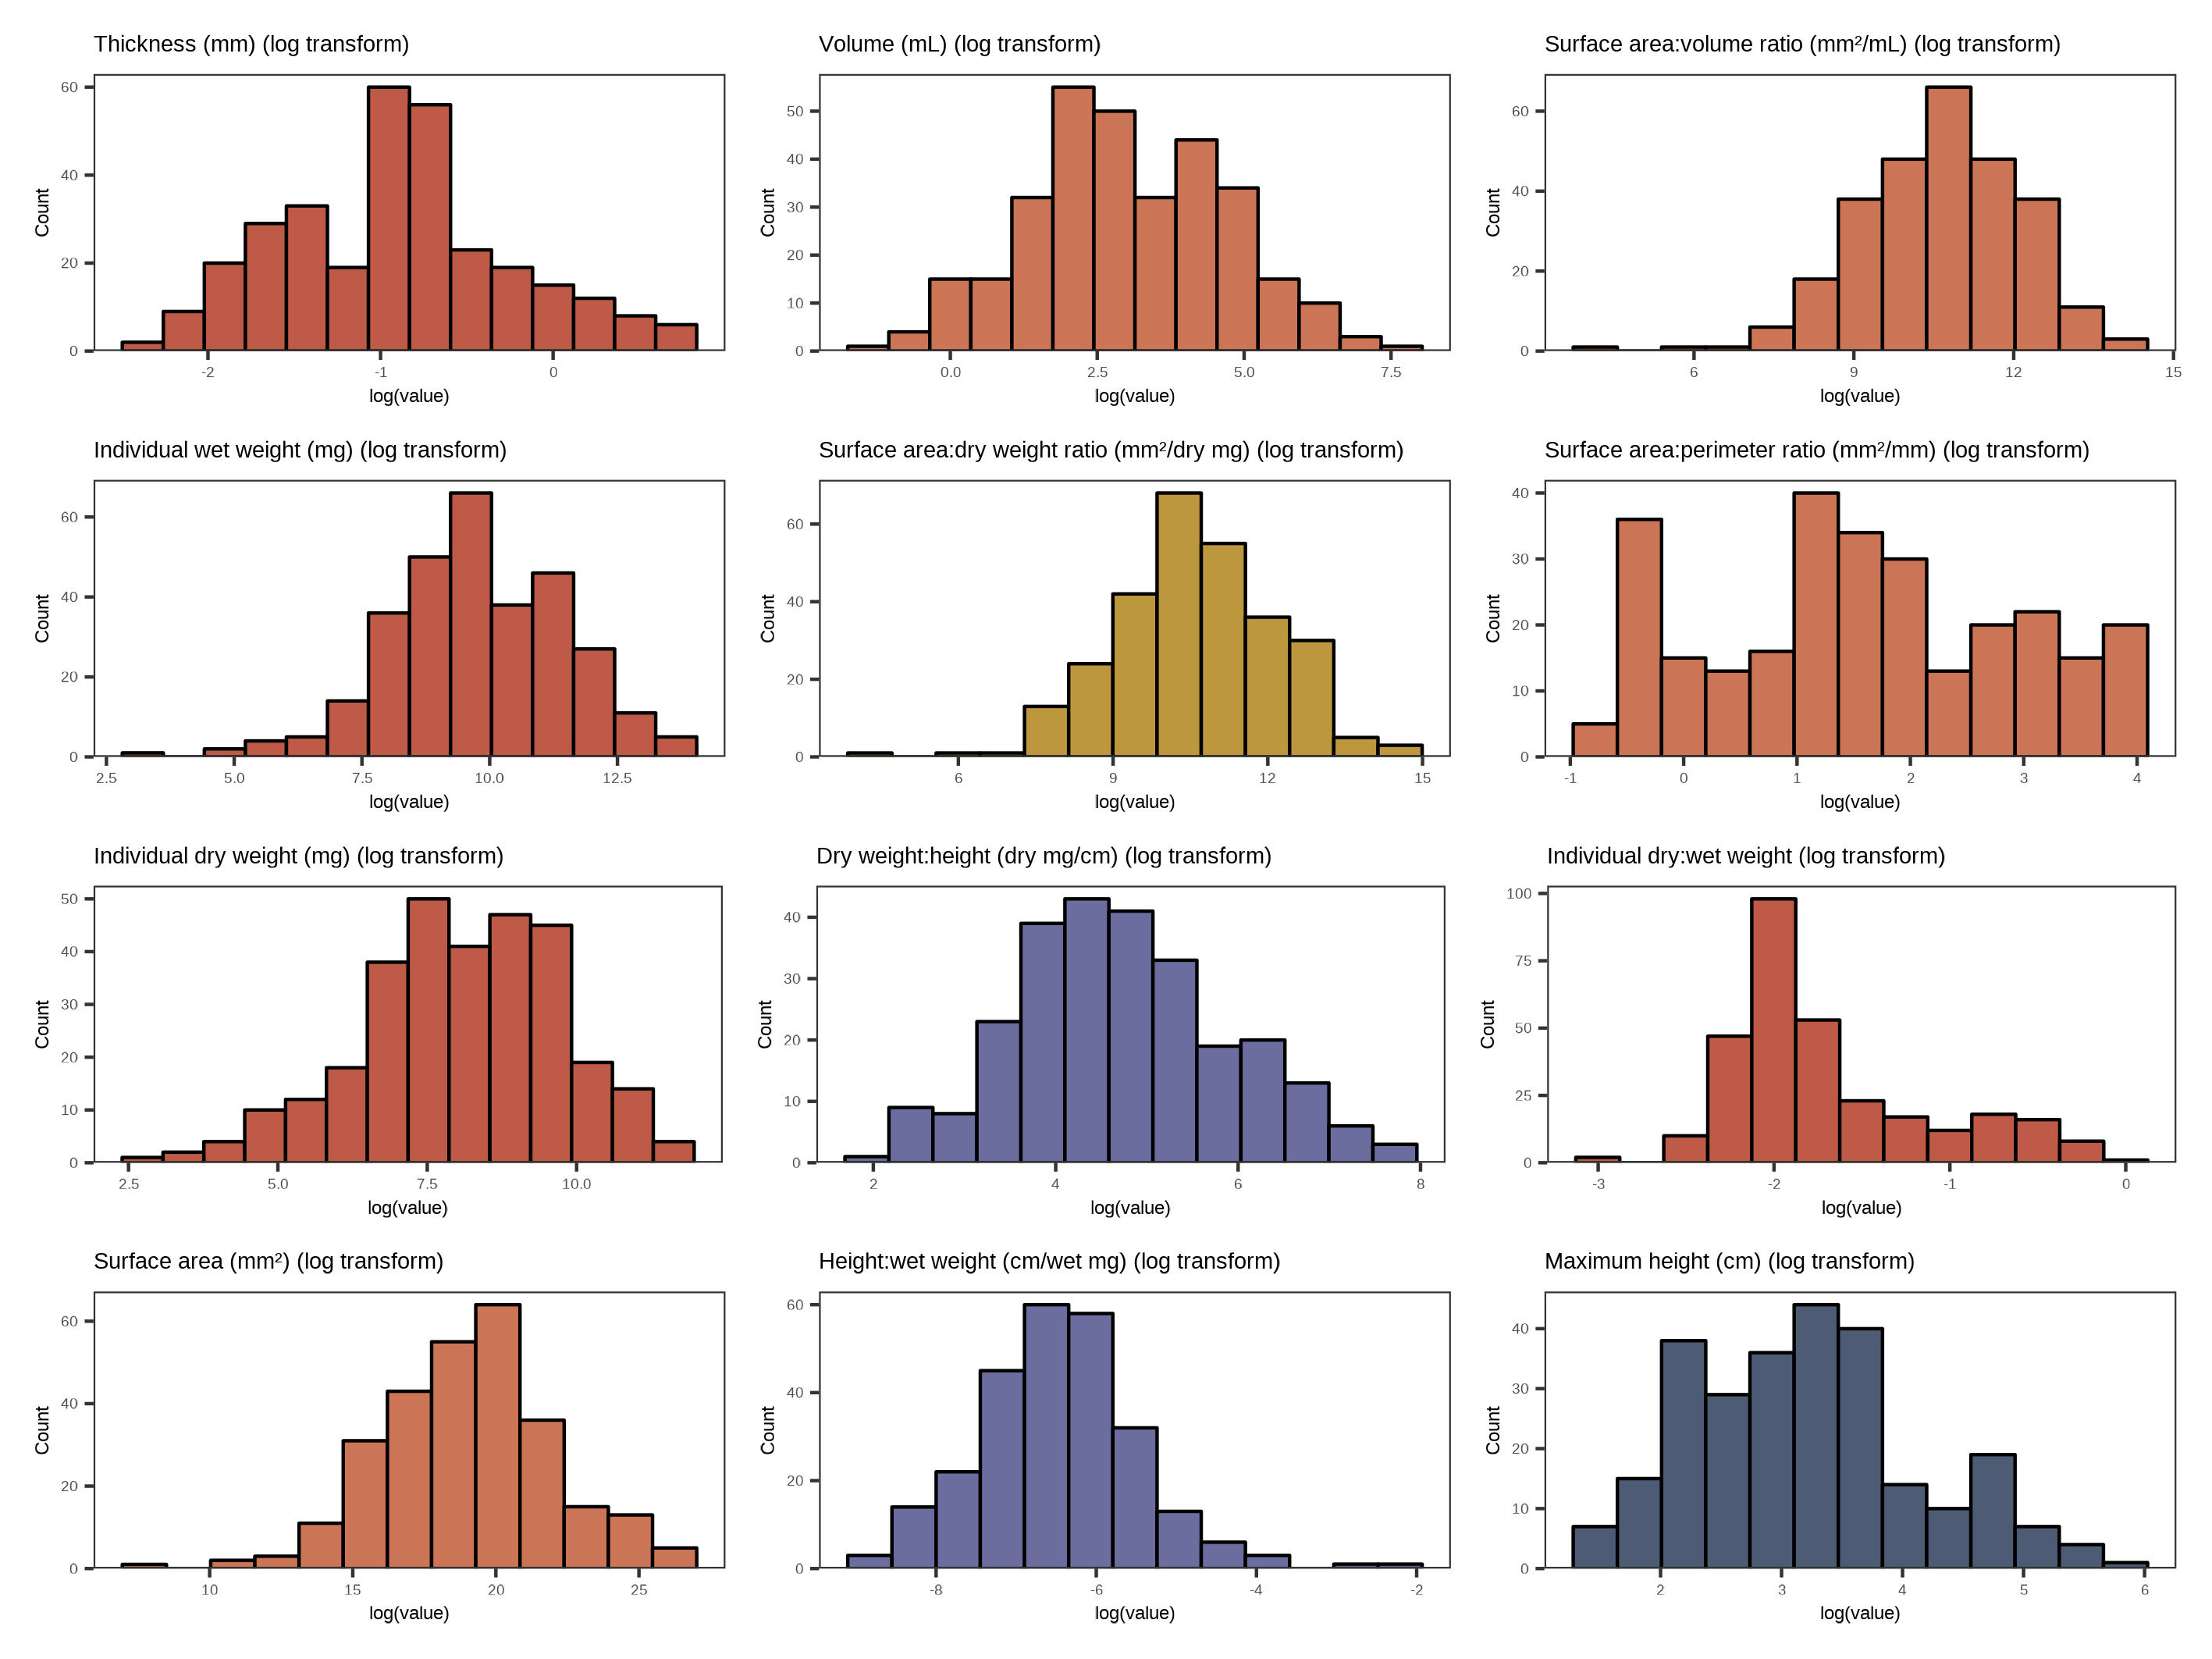 Thickness (mm) (log transform)
60
40
20
0
Count
-2 -1 0
log(value)
Volume (mL) (log transform)
50
40
30
20
10
0
Count
0.0 2.5 5.0 7.5
log(value)
Surface area:volume ratio (mm²/mL) (log transform)
60
40
20
0
Count
6 9 12 15
log(value)
Individual wet weight (mg) (log transform)
60
40
20
0
Count
2.5 5.0 7.5 10.0 12.5
log(value)
Surface area:dry weight ratio (mm²/dry mg) (log transform)
60
40
20
0
Count
6 9 12 15
log(value)
Surface area:perimeter ratio (mm²/mm) (log transform)
40
30
20
10
0
Count
-1 0 1 2 3 4
log(value)
Individual dry weight (mg) (log transform)
50
40
30
20
10
0
Count
2.5 5.0 7.5 10.0
log(value)
Dry weight:height (dry mg/cm) (log transform)
40
30
20
10
0
Count
2 4 6 8
log(value)
Individual dry:wet weight (log transform)
100
75
50
25
0
Count
-3 -2 -1 0
log(value)
Surface area (mm²) (log transform)
60
40
20
0
Count
10 15 20 25
log(value)
Height:wet weight (cm/wet mg) (log transform)
60
40
20
0
Count
-8 -6 -4 -2
log(value)
Maximum height (cm) (log transform)
40
30
20
10
0
Count
2 3 4 5 6
log(value)